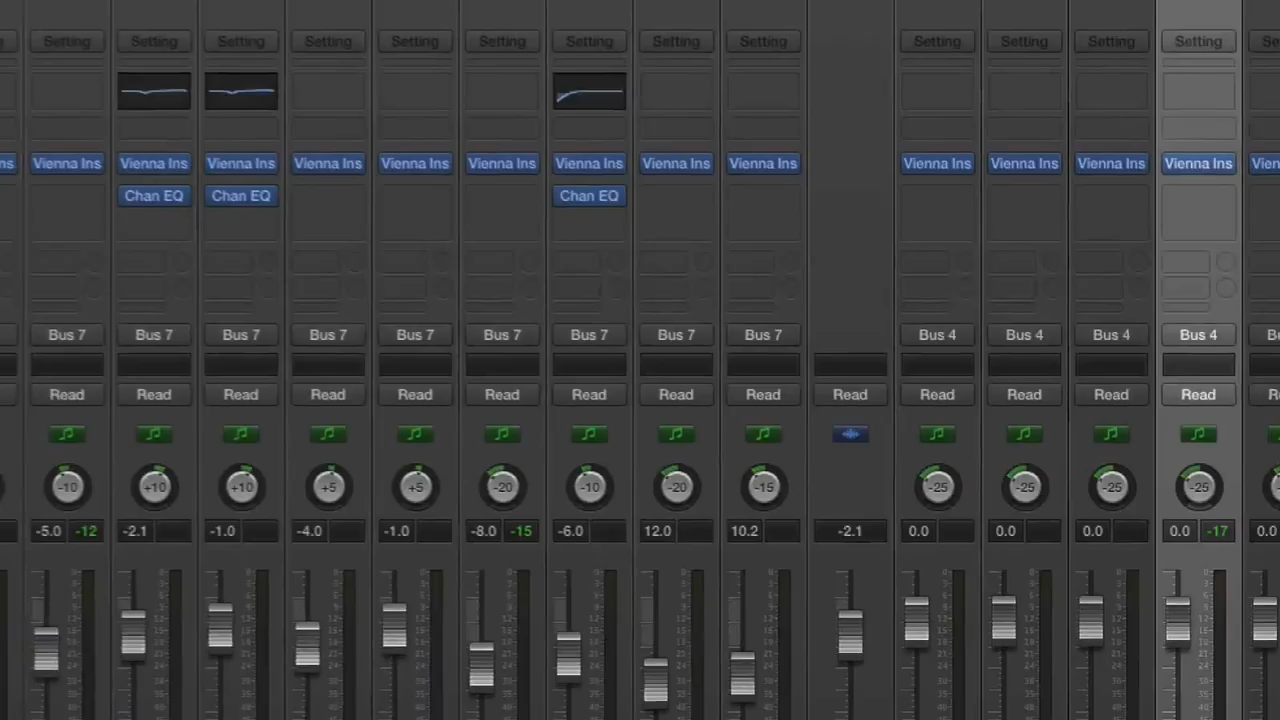 Setting Setting Setting Setting Setting Setting Setting Setting Setting Setting Setting Setting Setting
ns Vienna Ins Vienna Ins Vienna Ins Vienna Ins Vienna Ins Vienna Ins Vienna Ins Vienna Ins Vienna Ins Vienna Ins Vienna Ins Vienna Ins Vienna Ins Vien
Chan EQ Chan EQ Chan EQ
Bus 7 Bus 7 Bus 7 Bus 7 Bus 7 Bus 7 Bus 7 Bus 7 Bus 7 Bus 4 Bus 4 Bus 4 Bus 4
Read Read Read Read Read Read Read Read Read Read Read Read Read Read
-10 +10 +10 +5 +5 -20 -10 -20 -15 -25 -25 -25 -25
-5.0 -12 -2.1 -1.0 -4.0 -1.0 -8.0 -15 -6.0 12.0 10.2 -2.1 0.0 0.0 0.0 0.0 -17 0.0